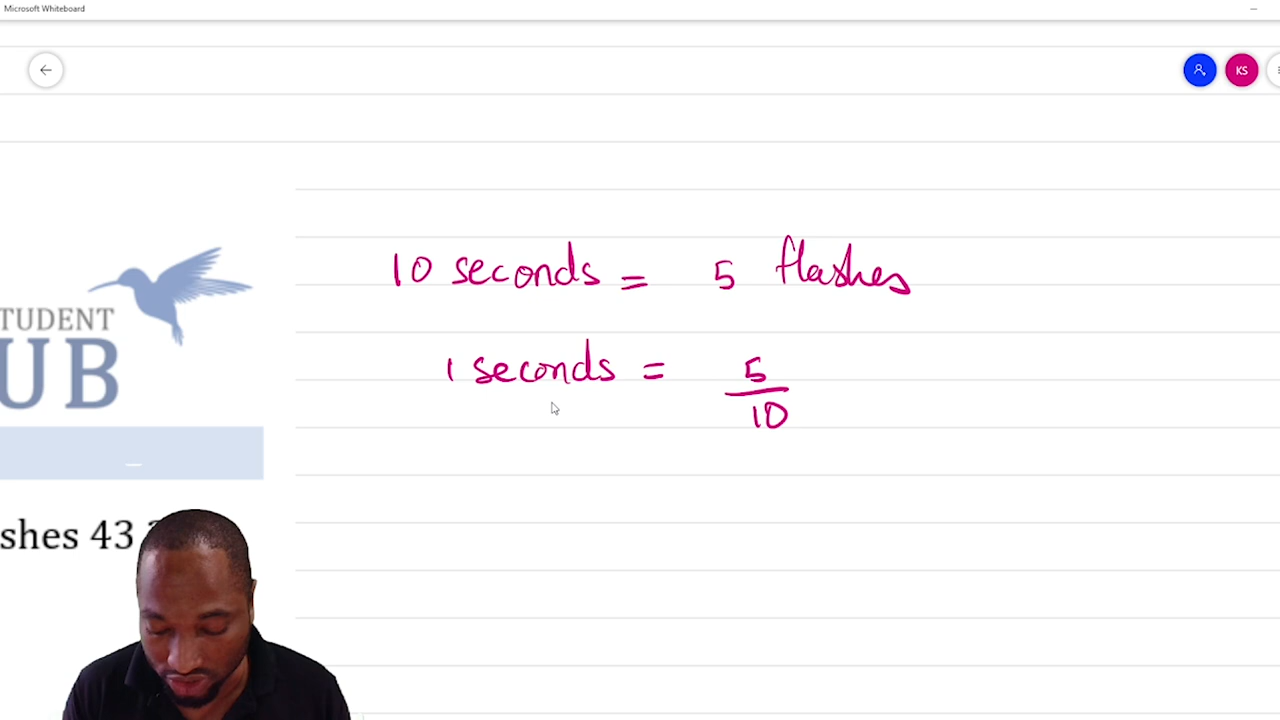 Microsoft Whiteboard
KS
10 seconds = 5 flashes
TUDENT
UB
1 seconds = 5
10
shes 43